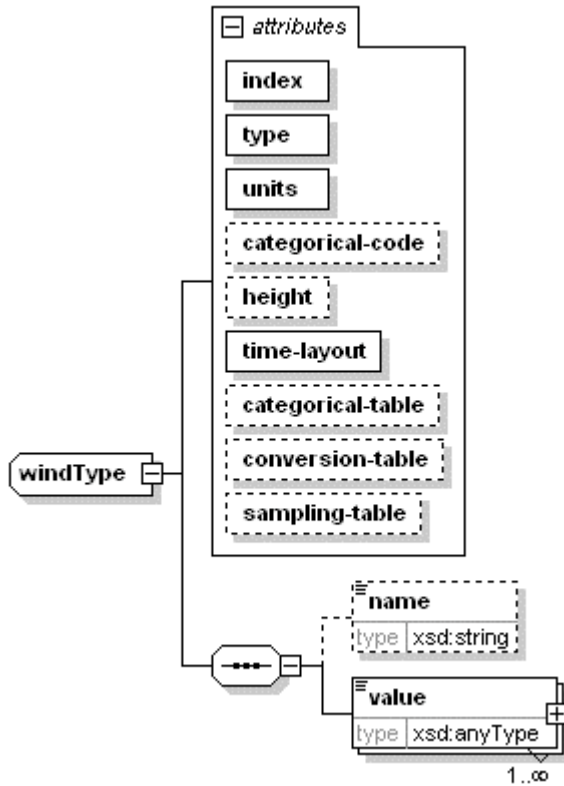 attributes
index
type
units
categorical-code
height
time-layout
categorical-table
conversion-table
sampling-table
windType
name
type xsd:string
value
type xsd:anyType
1..∞